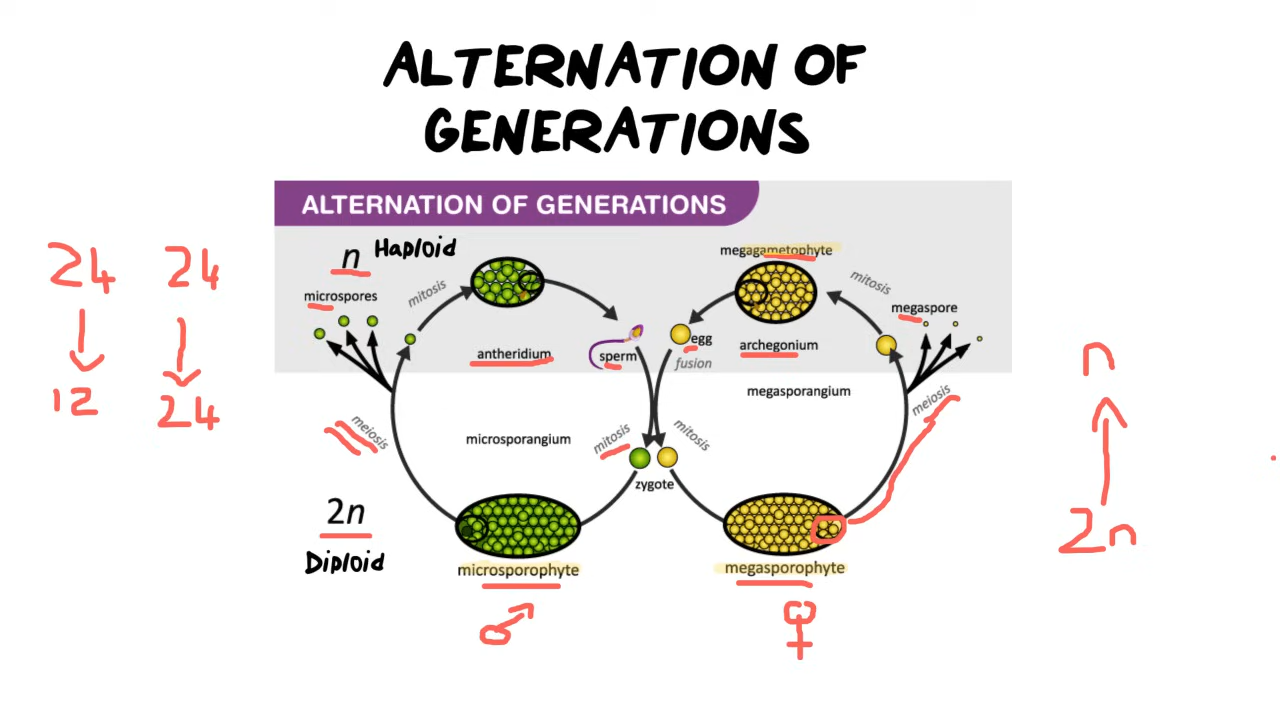 ALTERNATION OF
GENERATIONS
ALTERNATION OF GENERATIONS
n Haploid
megagametophyte
24 24
microspores
mitosis
mitosis
megaspore
antheridium
sperm
egg
archegonium
fusion
n
12 24
meiosis
microsporangium
mitosis
mitosis
megasporangium
meiosis
zygote
2n
Diploid
2n
microsporophyte
megasporophyte
♂
♀